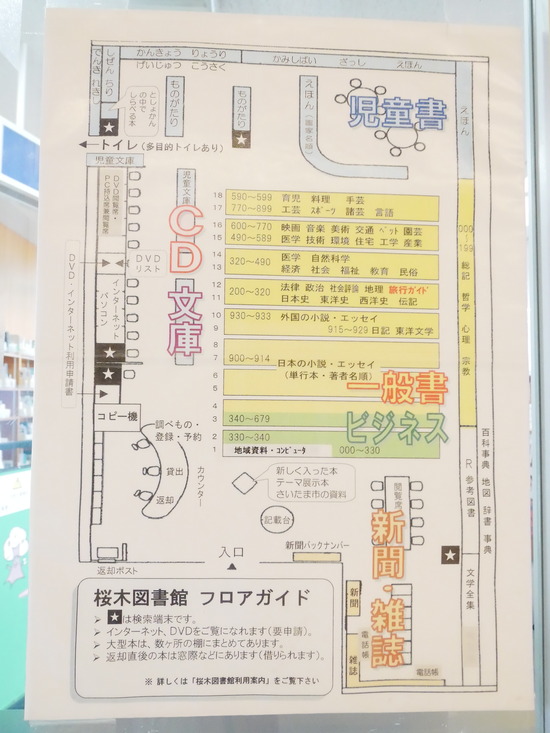 かんきょう りょうり
かみしばい ざっし えほん
げいじゅつ こうさく
しぜん ちり
でんき れきし
としょかん
の中で
しらべる本
ものがたり
ものがたり
えほん（画家名順）
児童書
えほん
←トイレ（多目的トイレあり）
児童文庫
児童文庫
DVD閲覧席・
PC持込席兼閲覧席
DVD
リスト
インターネット
パソコン
DVD・インターネット利用申請書
コピー機
CD
文庫
18 590～599 育児 料理 手芸
17 770～899 工芸 スポーツ 諸芸 言語
16 600～770 映画 音楽 美術 交通 ペット 園芸
15 490～589 医学 技術 環境 住宅 工学 産業
14 320～490 医学 自然科学
13 経済 社会 福祉 教育 民俗
12 200～320 法律 政治 社会評論 地理 旅行ガイド
11 日本史 東洋史 西洋史 伝記
10 930～933 外国の小説・エッセイ
9 915～929 日記 東洋文学
8
7 900～914 日本の小説・エッセイ
6 （単行本・著者名順）
5
一般書
4
3 340～679
ビジネス
2 330～340
1 地域資料・コンピュータ 000～330
000～199 総記 哲学 心理 宗教
百科事典 地図 辞書 事典
R 参考図書
文学全集
調べもの・
登録・予約
貸出
返却
カウンター
新しく入った本
テーマ展示本
さいたま市の資料
記載台
閲覧席
新聞・雑誌
新聞バックナンバー
入口
返却ポスト
新聞
雑誌
電話帳
電話帳
桜木図書館 フロアガイド
➢ ★は検索端末です。
➢ インターネット、DVDをご覧になれます（要申請）。
➢ 大型本は、数ヶ所の棚にまとめてあります。
➢ 返却直後の本は窓際などにあります（借りられます）。
※ 詳しくは「桜木図書館利用案内」をご覧下さい